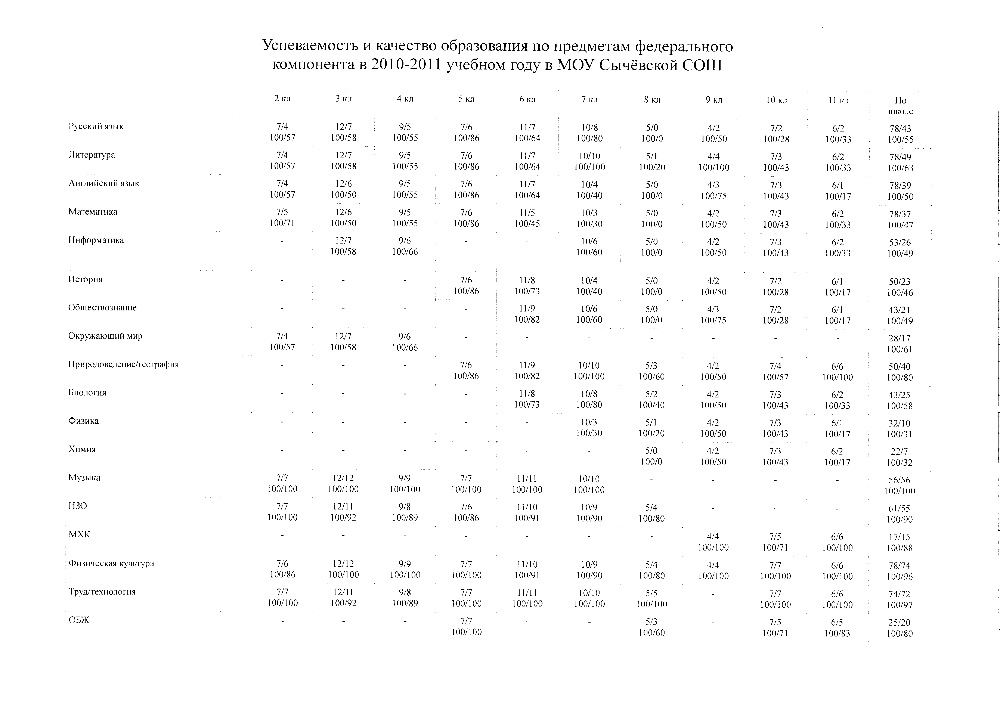 Успеваемость и качество образования по предметам федерального
компонента в 2010-2011 учебном году в МОУ Сычёвской СОШ
2 кл 3 кл 4 кл 5 кл 6 кл 7 кл 8 кл 9 кл 10 кл 11 кл По
школе
Русский язык 7/4 12/7 9/5 7/6 11/7 10/8 5/0 4/2 7/2 6/2 78/43
100/57 100/58 100/55 100/86 100/64 100/80 100/0 100/50 100/28 100/33 100/55
Литература 7/4 12/7 9/5 7/6 11/7 10/10 5/1 4/4 7/3 6/2 78/49
100/57 100/58 100/55 100/86 100/64 100/100 100/20 100/100 100/43 100/33 100/63
Английский язык 7/4 12/6 9/5 7/6 11/7 10/4 5/0 4/3 7/3 6/1 78/39
100/57 100/50 100/55 100/86 100/64 100/40 100/0 100/75 100/43 100/17 100/50
Математика 7/5 12/6 9/5 7/6 11/5 10/3 5/0 4/2 7/3 6/2 78/37
100/71 100/50 100/55 100/86 100/45 100/30 100/0 100/50 100/43 100/33 100/47
Информатика - 12/7 9/6 - - 10/6 5/0 4/2 7/3 6/2 53/26
100/58 100/66 100/60 100/0 100/50 100/43 100/33 100/49
История - - - 7/6 11/8 10/4 5/0 4/2 7/2 6/1 50/23
100/86 100/73 100/40 100/0 100/50 100/28 100/17 100/46
Обществознание - - - - 11/9 10/6 5/0 4/3 7/2 6/1 43/21
100/82 100/60 100/0 100/75 100/28 100/17 100/49
Окружающий мир 7/4 12/7 9/6 - - - - - - - 28/17
100/57 100/58 100/66 100/61
Природоведение/география - - - 7/6 11/9 10/10 5/3 4/2 7/4 6/6 50/40
100/86 100/82 100/100 100/60 100/50 100/57 100/100 100/80
Биология - - - - 11/8 10/8 5/2 4/2 7/3 6/2 43/25
100/73 100/80 100/40 100/50 100/43 100/33 100/58
Физика - - - - - 10/3 5/1 4/2 7/3 6/1 32/10
100/30 100/20 100/50 100/43 100/17 100/31
Химия - - - - - - 5/0 4/2 7/3 6/2 22/7
100/0 100/50 100/43 100/17 100/32
Музыка 7/7 12/12 9/9 7/7 11/11 10/10 - - - - 56/56
100/100 100/100 100/100 100/100 100/100 100/100 100/100
ИЗО 7/7 12/11 9/8 7/6 11/10 10/9 5/4 - - - 61/55
100/100 100/92 100/89 100/86 100/91 100/90 100/80 100/90
МХК - - - - - - - 4/4 7/5 6/6 17/15
100/100 100/71 100/100 100/88
Физическая культура 7/6 12/12 9/9 7/7 11/10 10/9 5/4 4/4 7/7 6/6 78/74
100/86 100/100 100/100 100/100 100/91 100/90 100/80 100/100 100/100 100/100 100/96
Труд/технология 7/7 12/11 9/8 7/7 11/11 10/10 5/5 - 7/7 6/6 74/72
100/100 100/92 100/89 100/100 100/100 100/100 100/100 100/100 100/100 100/97
ОБЖ - - - 7/7 - - 5/3 - 7/5 6/5 25/20
100/100 100/60 100/71 100/83 100/80